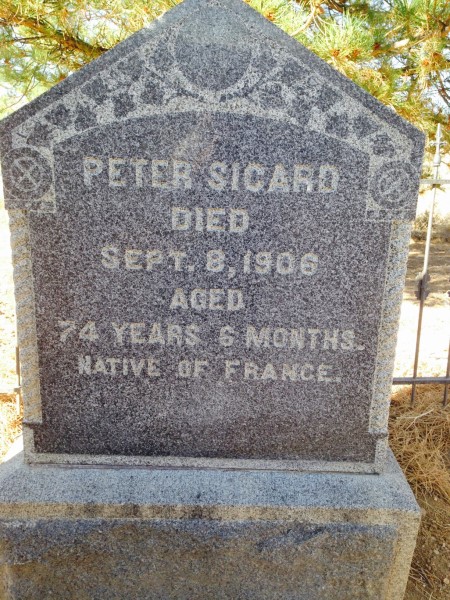 PETER SICARD
DIED
SEPT. 8, 1906
AGED
74 YEARS 6 MONTHS.
NATIVE OF FRANCE.